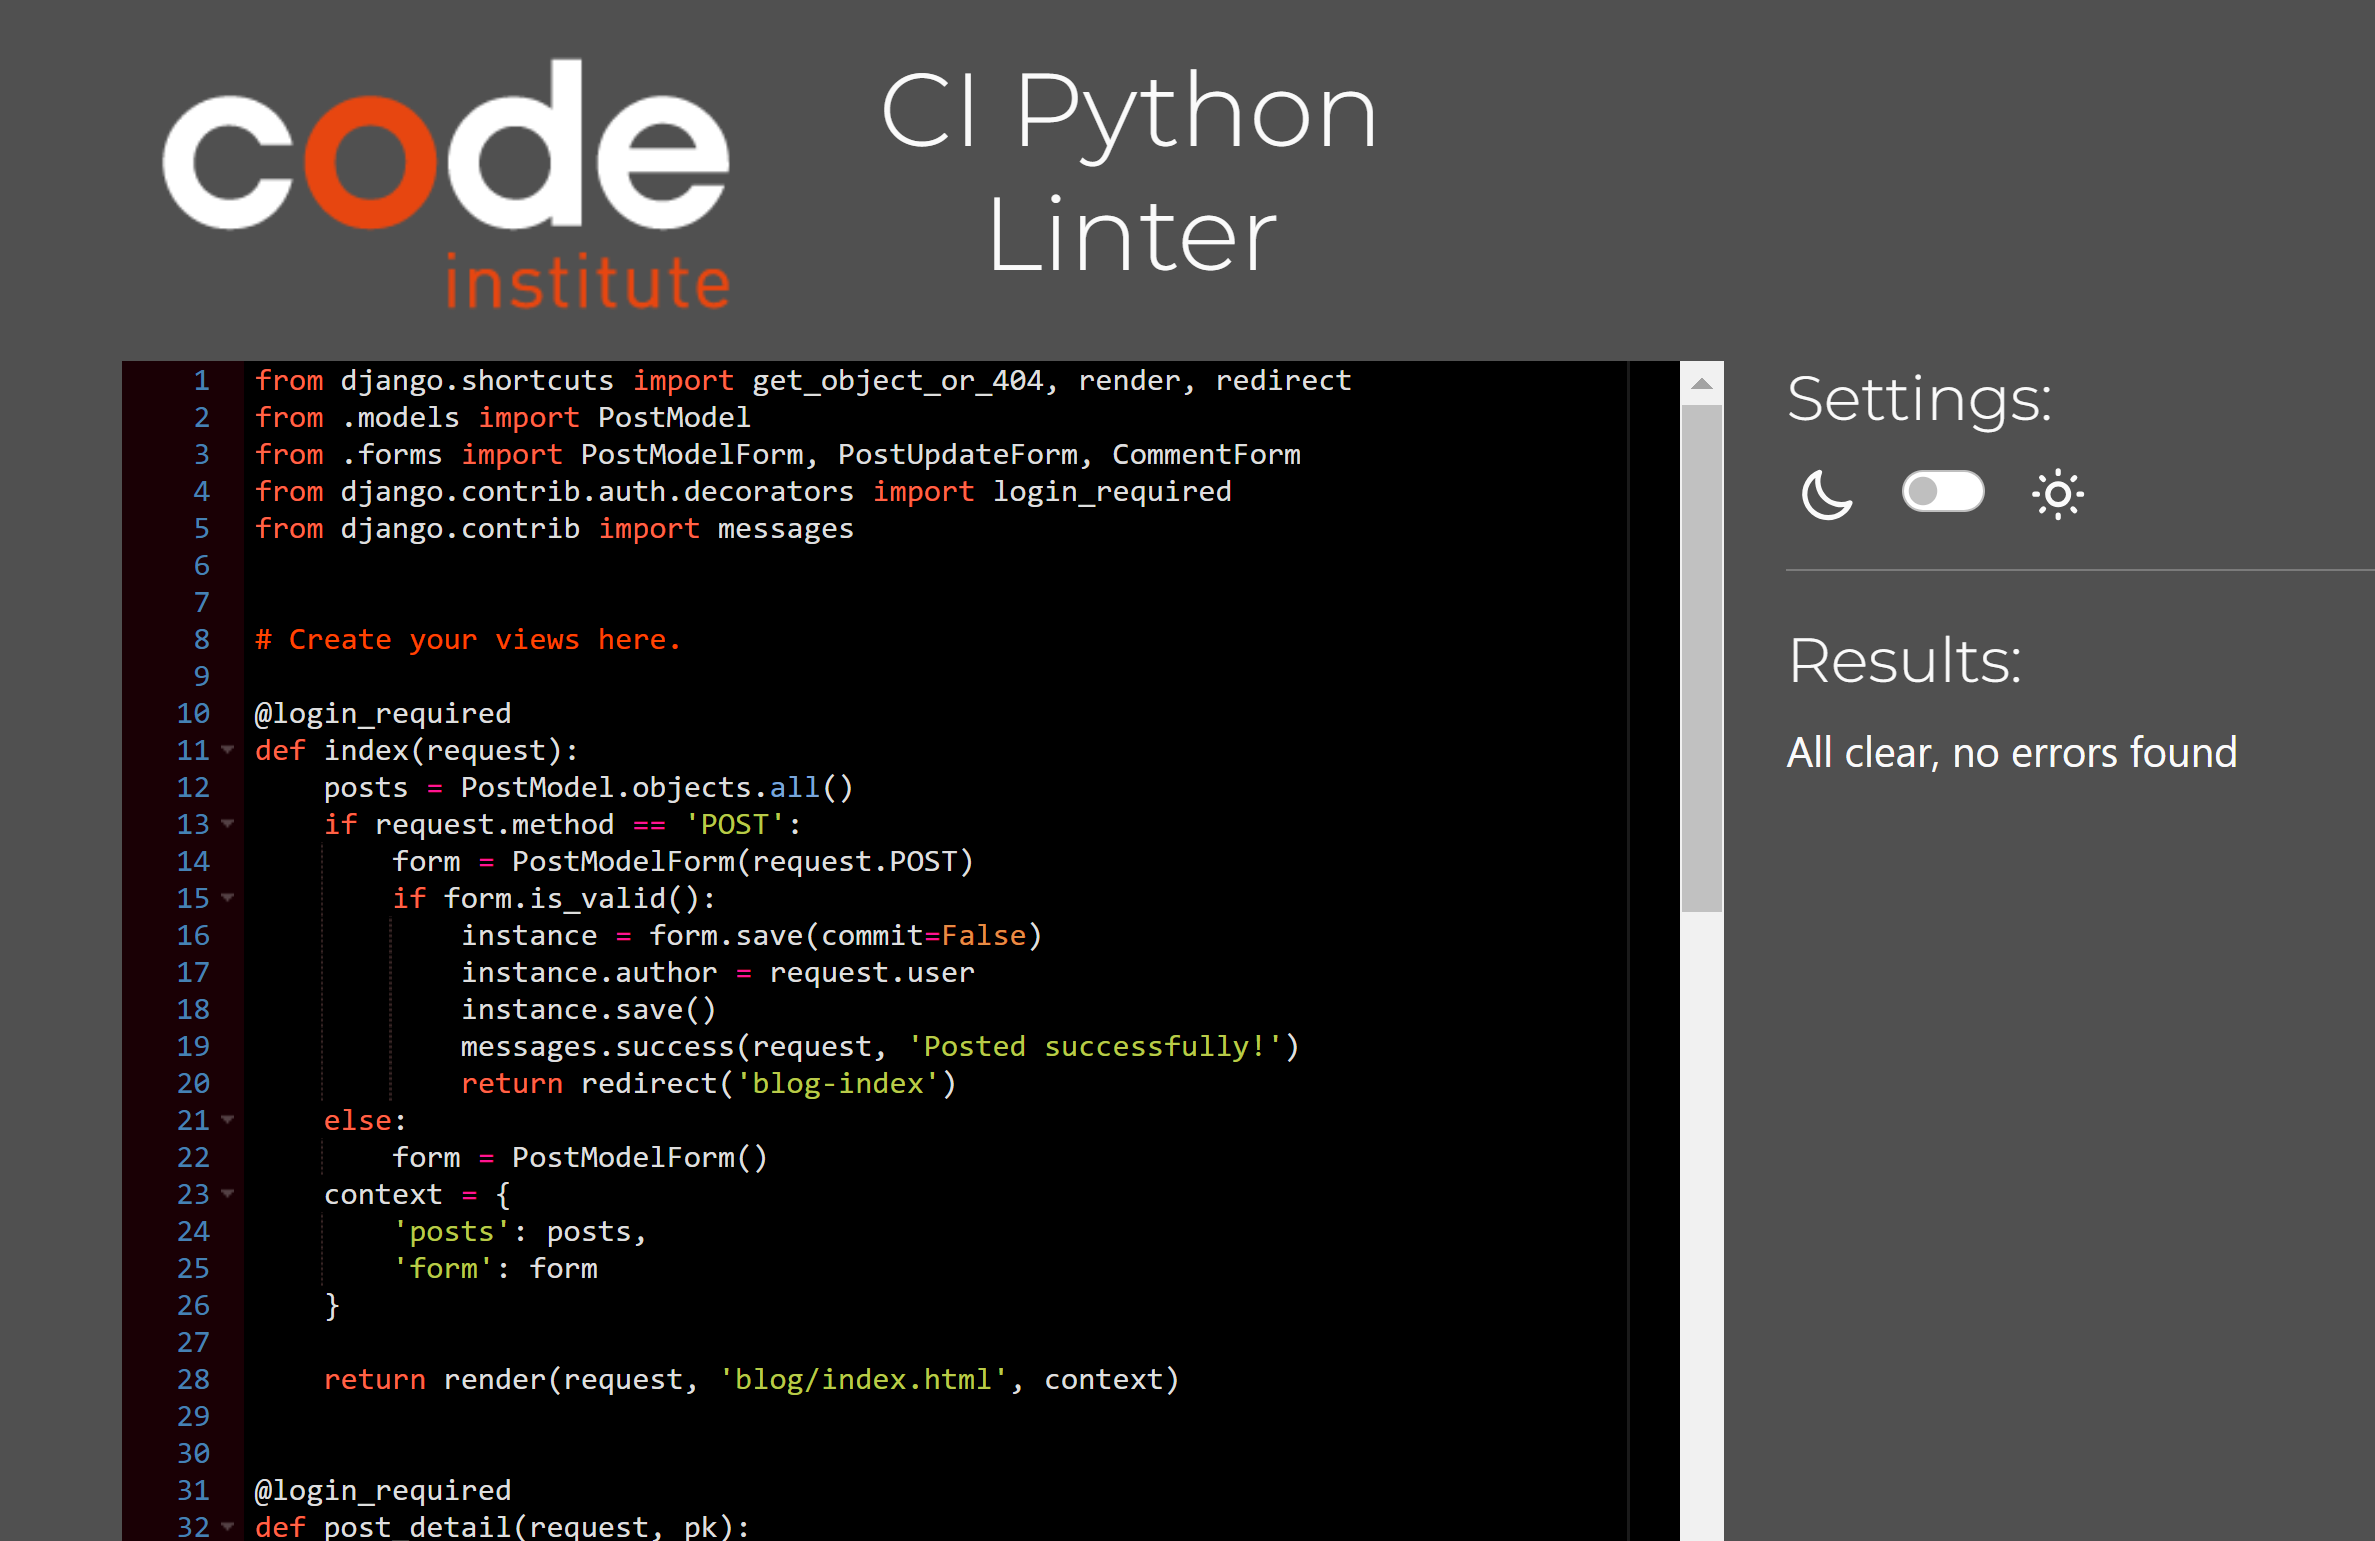 code
institute
CI Python
Linter
1 from django.shortcuts import get_object_or_404, render, redirect
2 from .models import PostModel
3 from .forms import PostModelForm, PostUpdateForm, CommentForm
4 from django.contrib.auth.decorators import login_required
5 from django.contrib import messages
6
7
8 # Create your views here.
9
10 @login_required
11 def index(request):
12     posts = PostModel.objects.all()
13     if request.method == 'POST':
14         form = PostModelForm(request.POST)
15         if form.is_valid():
16             instance = form.save(commit=False)
17             instance.author = request.user
18             instance.save()
19             messages.success(request, 'Posted successfully!')
20             return redirect('blog-index')
21     else:
22         form = PostModelForm()
23     context = {
24         'posts': posts,
25         'form': form
26     }
27
28     return render(request, 'blog/index.html', context)
29
30
31 @login_required
32 def post_detail(request, pk):
Settings:
Results:
All clear, no errors found